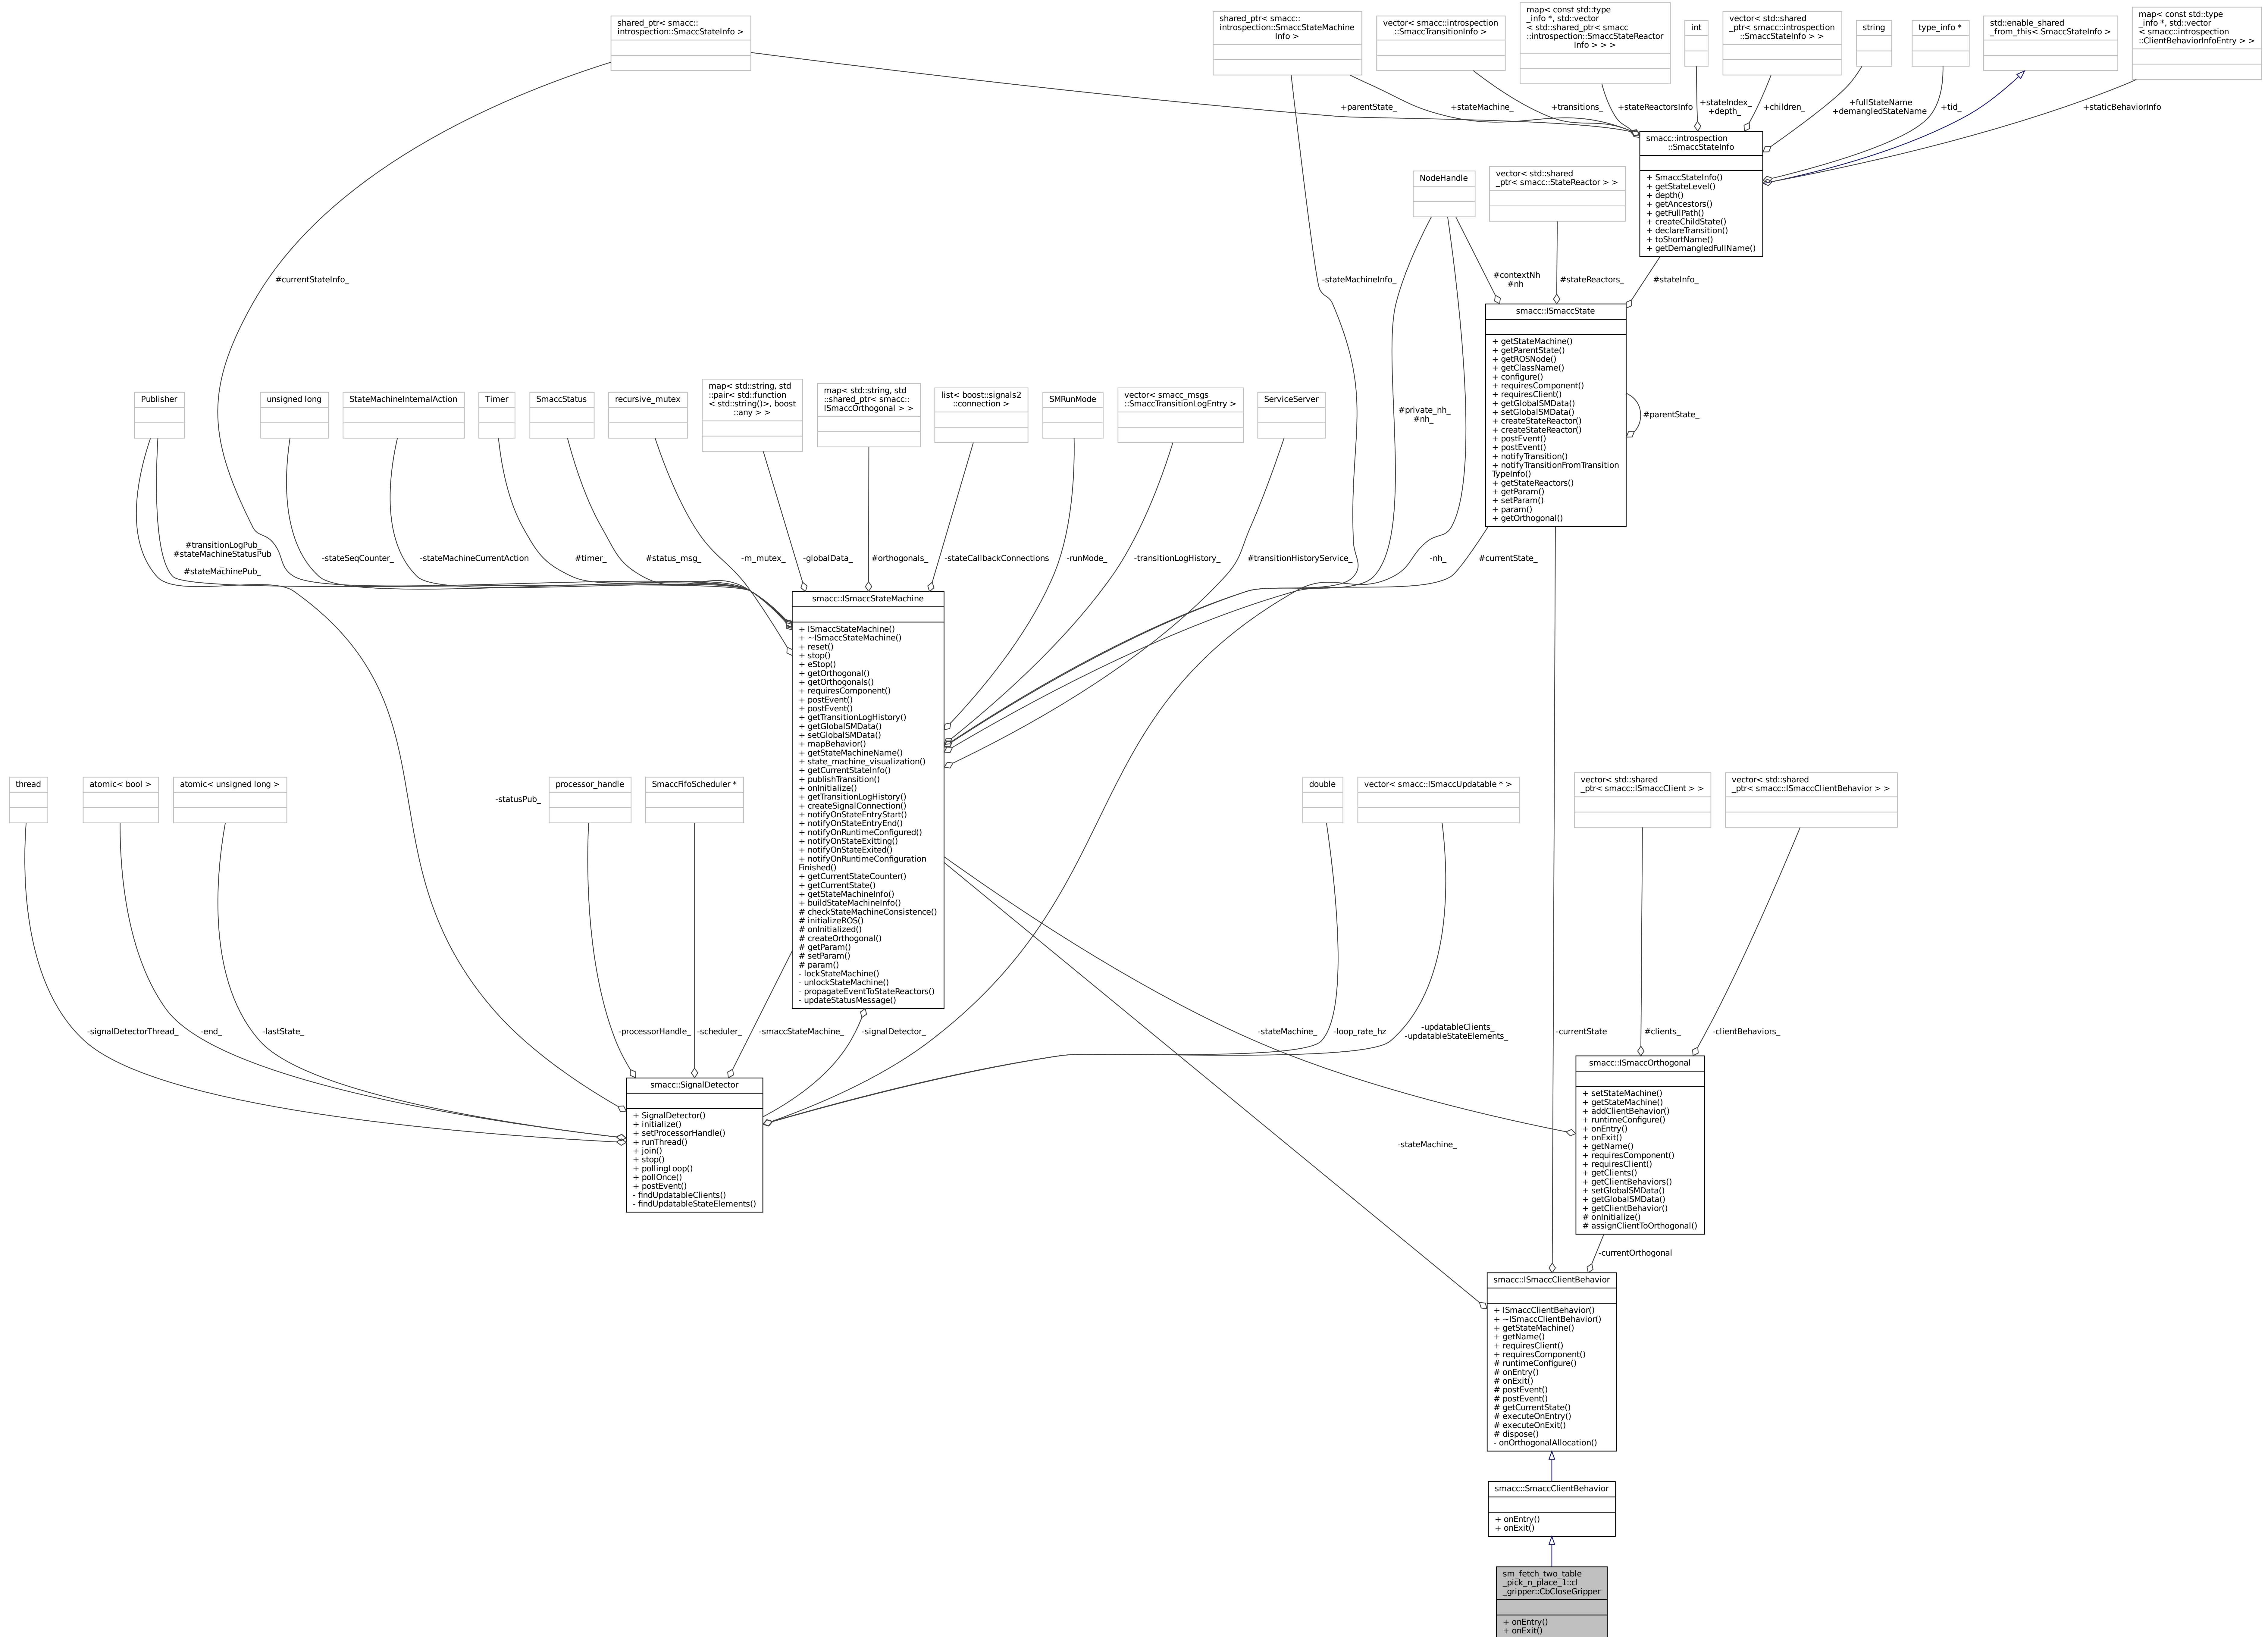 shared_ptr< smacc::
introspection::SmaccStateInfo >
shared_ptr< smacc::
introspection::SmaccStateMachine
Info >
vector< smacc::introspection
::SmaccTransitionInfo >
map< const std::type
_info *, std::vector
< std::shared_ptr< smacc
::introspection::SmaccStateReactor
Info > > >
int
vector< std::shared
_ptr< smacc::introspection
::SmaccStateInfo > >
string
type_info *
std::enable_shared
_from_this< SmaccStateInfo >
map< const std::type
_info *, std::vector
< smacc::introspection
::ClientBehaviorInfoEntry > >
+parentState_
+stateMachine_
+transitions_
+stateReactorsInfo
+stateIndex_
+depth_
+children_
+fullStateName
+demangledStateName
+tid_
+staticBehaviorInfo
smacc::introspection
::SmaccStateInfo
+ SmaccStateInfo()
+ getStateLevel()
+ depth()
+ getAncestors()
+ getFullPath()
+ createChildState()
+ declareTransition()
+ toShortName()
+ getDemangledFullName()
NodeHandle
vector< std::shared
_ptr< smacc::StateReactor > >
#currentStateInfo_
-stateMachineInfo_
#contextNh
#nh
#stateReactors_
#stateInfo_
smacc::ISmaccState
+ getStateMachine()
+ getParentState()
+ getROSNode()
+ getClassName()
+ configure()
+ requiresComponent()
+ requiresClient()
+ getGlobalSMData()
+ setGlobalSMData()
+ createStateReactor()
+ createStateReactor()
+ postEvent()
+ postEvent()
+ notifyTransition()
+ notifyTransitionFromTransition
TypeInfo()
+ getStateReactors()
+ getParam()
+ setParam()
+ param()
+ getOrthogonal()
#parentState_
Publisher
unsigned long
StateMachineInternalAction
Timer
SmaccStatus
recursive_mutex
map< std::string, std
::pair< std::function
< std::string()>, boost
::any > >
map< std::string, std
::shared_ptr< smacc::
ISmaccOrthogonal > >
list< boost::signals2
::connection >
SMRunMode
vector< smacc_msgs
::SmaccTransitionLogEntry >
ServiceServer
#private_nh_
#nh_
#transitionLogPub_
#stateMachineStatusPub
_
#stateMachinePub_
-stateSeqCounter_
-stateMachineCurrentAction
#timer_
#status_msg_
-m_mutex_
-globalData_
#orthogonals_
-stateCallbackConnections
-runMode_
-transitionLogHistory_
#transitionHistoryService_
-nh_
#currentState_
smacc::ISmaccStateMachine
+ ISmaccStateMachine()
+ ~ISmaccStateMachine()
+ reset()
+ stop()
+ eStop()
+ getOrthogonal()
+ getOrthogonals()
+ requiresComponent()
+ postEvent()
+ postEvent()
+ getTransitionLogHistory()
+ getGlobalSMData()
+ setGlobalSMData()
+ mapBehavior()
+ getStateMachineName()
+ state_machine_visualization()
+ getCurrentStateInfo()
+ publishTransition()
+ onInitialize()
+ getTransitionLogHistory()
+ createSignalConnection()
+ notifyOnStateEntryStart()
+ notifyOnStateEntryEnd()
+ notifyOnRuntimeConfigured()
+ notifyOnStateExitting()
+ notifyOnStateExited()
+ notifyOnRuntimeConfiguration
Finished()
+ getCurrentStateCounter()
+ getCurrentState()
+ getStateMachineInfo()
+ buildStateMachineInfo()
# checkStateMachineConsistence()
# initializeROS()
# onInitialized()
# createOrthogonal()
# getParam()
# setParam()
# param()
- lockStateMachine()
- unlockStateMachine()
- propagateEventToStateReactors()
- updateStatusMessage()
thread
atomic< bool >
atomic< unsigned long >
-statusPub_
processor_handle
SmaccFifoScheduler *
double
vector< smacc::ISmaccUpdatable * >
vector< std::shared
_ptr< smacc::ISmaccClient > >
vector< std::shared
_ptr< smacc::ISmaccClientBehavior > >
-signalDetectorThread_
-end_
-lastState_
-processorHandle_
-scheduler_
-smaccStateMachine_
-signalDetector_
-stateMachine_
-loop_rate_hz
-updatableClients_
-updatableStateElements_
-currentState
#clients_
-clientBehaviors_
smacc::SignalDetector
+ SignalDetector()
+ initialize()
+ setProcessorHandle()
+ runThread()
+ join()
+ stop()
+ pollingLoop()
+ pollOnce()
+ postEvent()
- findUpdatableClients()
- findUpdatableStateElements()
smacc::ISmaccOrthogonal
+ setStateMachine()
+ getStateMachine()
+ addClientBehavior()
+ runtimeConfigure()
+ onEntry()
+ onExit()
+ getName()
+ requiresComponent()
+ requiresClient()
+ getClients()
+ getClientBehaviors()
+ setGlobalSMData()
+ getGlobalSMData()
+ getClientBehavior()
# onInitialize()
# assignClientToOrthogonal()
-stateMachine_
-currentOrthogonal
smacc::ISmaccClientBehavior
+ ISmaccClientBehavior()
+ ~ISmaccClientBehavior()
+ getStateMachine()
+ getName()
+ requiresClient()
+ requiresComponent()
# runtimeConfigure()
# onEntry()
# onExit()
# postEvent()
# postEvent()
# getCurrentState()
# executeOnEntry()
# executeOnExit()
# dispose()
- onOrthogonalAllocation()
smacc::SmaccClientBehavior
+ onEntry()
+ onExit()
sm_fetch_two_table
_pick_n_place_1::cl
_gripper::CbCloseGripper
+ onEntry()
+ onExit()